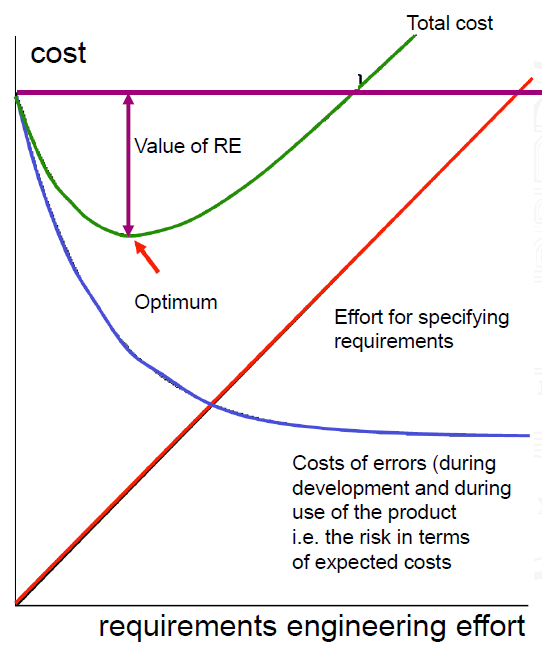 Total cost
cost
Value of RE
Optimum
Effort for specifying
requirements
Costs of errors (during
development and during
use of the product
i.e. the risk in terms
of expected costs
requirements engineering effort